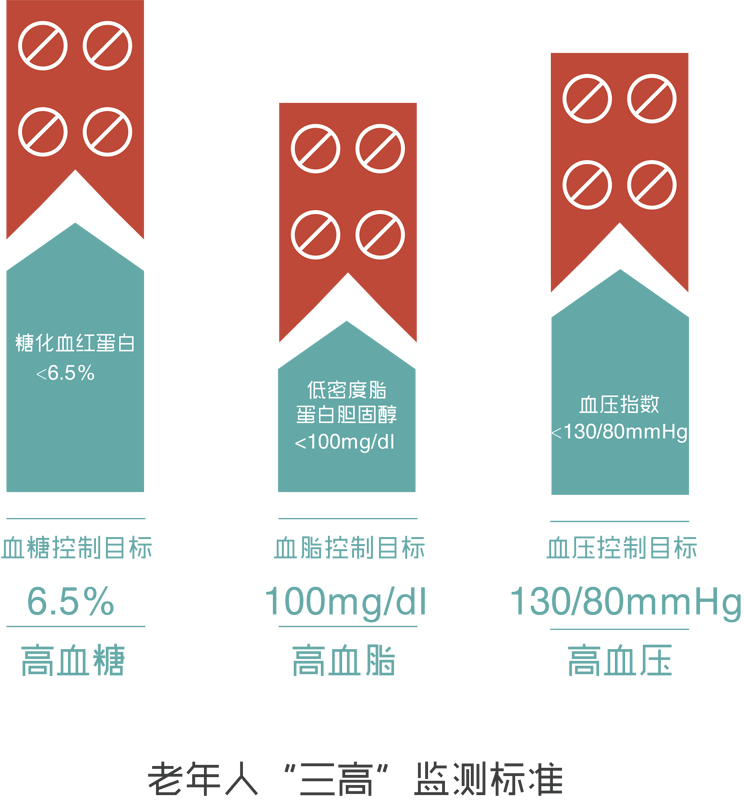 糖化血红蛋白
<6.5%
低密度脂
蛋白胆固醇
<100mg/dl
血压指数
<130/80mmHg
血糖控制目标
6.5%
高血糖
血脂控制目标
100mg/dl
高血脂
血压控制目标
130/80mmHg
高血压
老年人“三高”监测标准